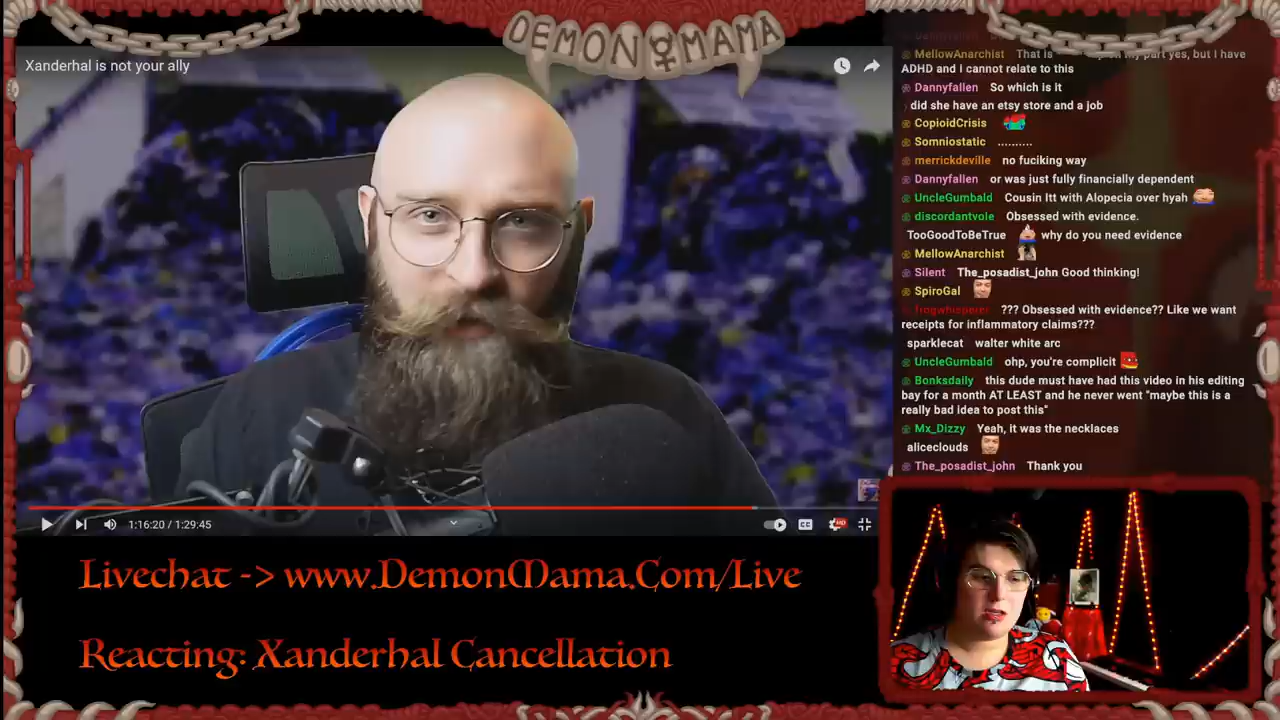 DEMON MAMA
Xanderhal is not your ally
MellowAnarchist That is my part yes, but I have
ADHD and I cannot relate to this
Dannyfallen So which is it
did she have an etsy store and a job
CopioidCrisis
Somniostatic ..........
merrickdeville no fuciking way
Dannyfallen or was just fully financially dependent
UncleGumbald Cousin Itt with Alopecia over hyah
discordantvole Obsessed with evidence.
TooGoodToBeTrue why do you need evidence
MellowAnarchist
Silent The_posadist_john Good thinking!
SpiroGal
frogwhisperer ??? Obsessed with evidence?? Like we want
receipts for inflammatory claims???
sparklecat walter white arc
UncleGumbald ohp, you're complicit
Bonksdaily this dude must have had this video in his editing
bay for a month AT LEAST and he never went "maybe this is a
really bad idea to post this"
Mx_Dizzy Yeah, it was the necklaces
aliceclouds
The_posadist_john Thank you
1:16:20 / 1:29:45
CC
HD
Livechat -> www.DemonMama.Com/Live
Reacting: Xanderhal Cancellation